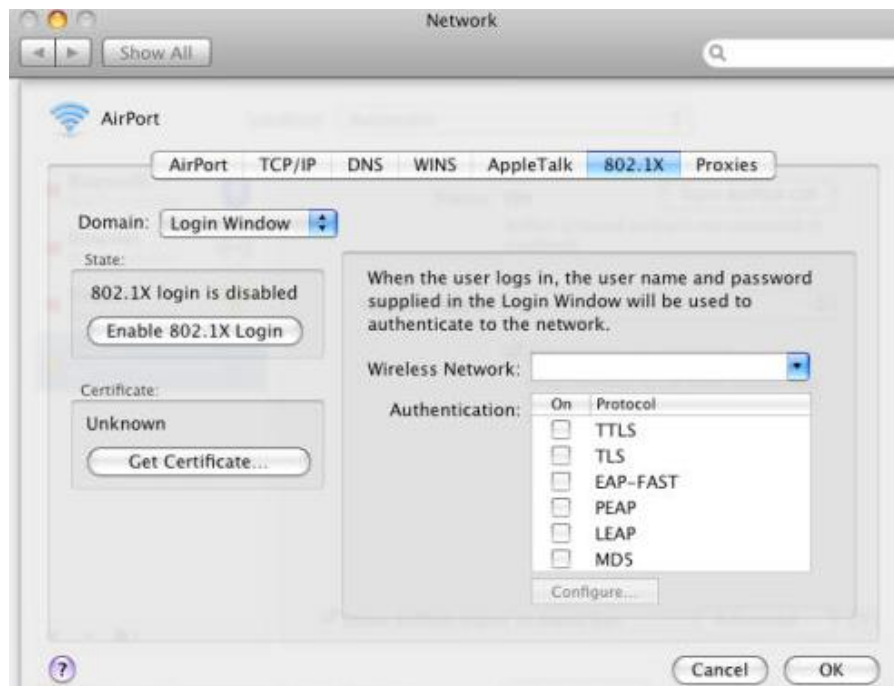 Network
Show All
AirPort
AirPort TCP/IP DNS WINS AppleTalk 802.1X Proxies
Domain: Login Window
State:
802.1X login is disabled
Enable 802.1X Login
Certificate:
Unknown
Get Certificate...
When the user logs in, the user name and password
supplied in the Login Window will be used to
authenticate to the network.
Wireless Network:
Authentication:
On Protocol
TTLS
TLS
EAP-FAST
PEAP
LEAP
MD5
Configure...
?
Cancel
OK